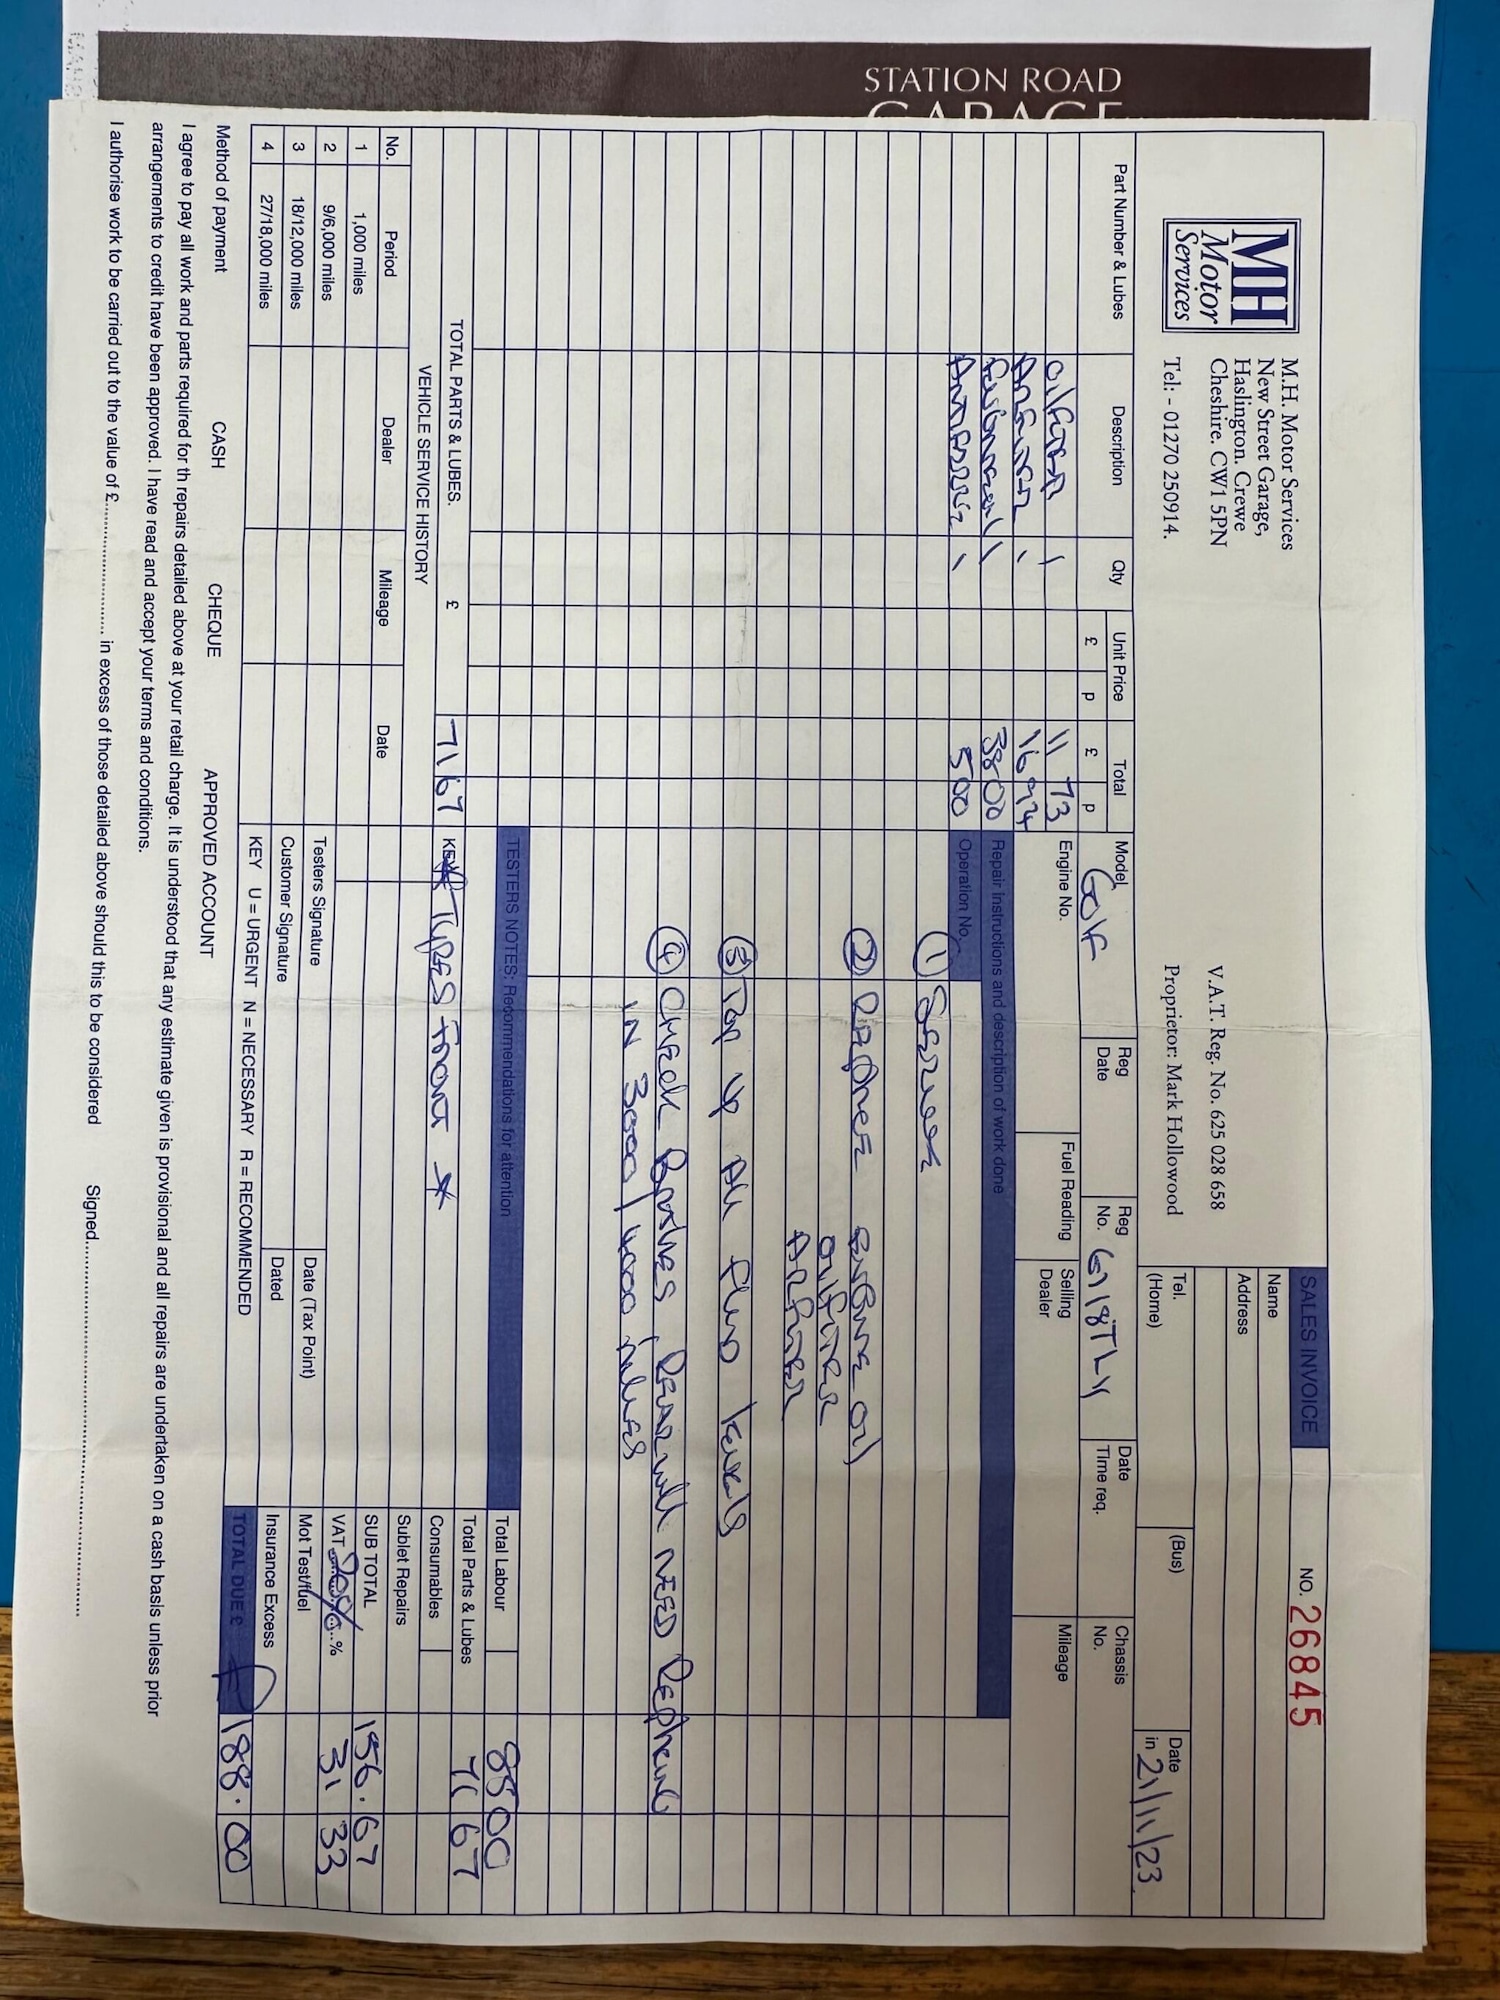 STATION ROAD
GARAGE
MH
Motor
Services
M.H. Motor Services
New Street Garage,
Haslington. Crewe
Cheshire. CW1 5PN
Tel:- 01270 250914.
V.A.T. Reg. No. 625 028 658
Proprietor: Mark Hollowood
SALES INVOICE
NO. 26845
Name
Address
Tel. (Home)
(Bus)
Date in 21/11/23
Part Number & Lubes Description Qty Unit Price Total
£ p £ p
Oil filter 1 11 73
Air filter 1 16 94
Engine oil 1 38 00
Antifreeze 1 5 00
Model Golf
Reg Date
Reg No.
Date Time req.
Chassis No.
Engine No.
Fuel Reading
Selling Dealer
Mileage
Repair instructions and description of work done
Operation No.
① Service
② Replace Engine oil
oil filter
Air filter
③ Top up All fluid levels
④ Check Brakes, Rear will NEED Replacing
IN 3000/4000 miles
TESTERS NOTES: Recommendations for attention
KEY * TYRES front *
TOTAL PARTS & LUBES. £ 71 67
VEHICLE SERVICE HISTORY
No. Period Dealer Mileage Date
1 1,000 miles
2 9/6,000 miles
3 18/12,000 miles
4 27/18,000 miles
Testers Signature
Date (Tax Point)
Customer Signature
Dated
KEY U = URGENT N = NECESSARY R = RECOMMENDED
Total Labour 85 00
Total Parts & Lubes 71 67
Consumables
Sublet Repairs
SUB TOTAL 156.67
VAT 20% % 31 33
Mot Test/fuel
Insurance Excess
TOTAL DUE £ £188.00
Method of payment CASH CHEQUE APPROVED ACCOUNT
I agree to pay all work and parts required for th repairs detailed above at your retail charge. It is understood that any estimate given is provisional and all repairs are undertaken on a cash basis unless prior
arrangements to credit have been approved. I have read and accept your terms and conditions.
I authorise work to be carried out to the value of £.................... in excess of those detailed above should this to be considered Signed..........................................................